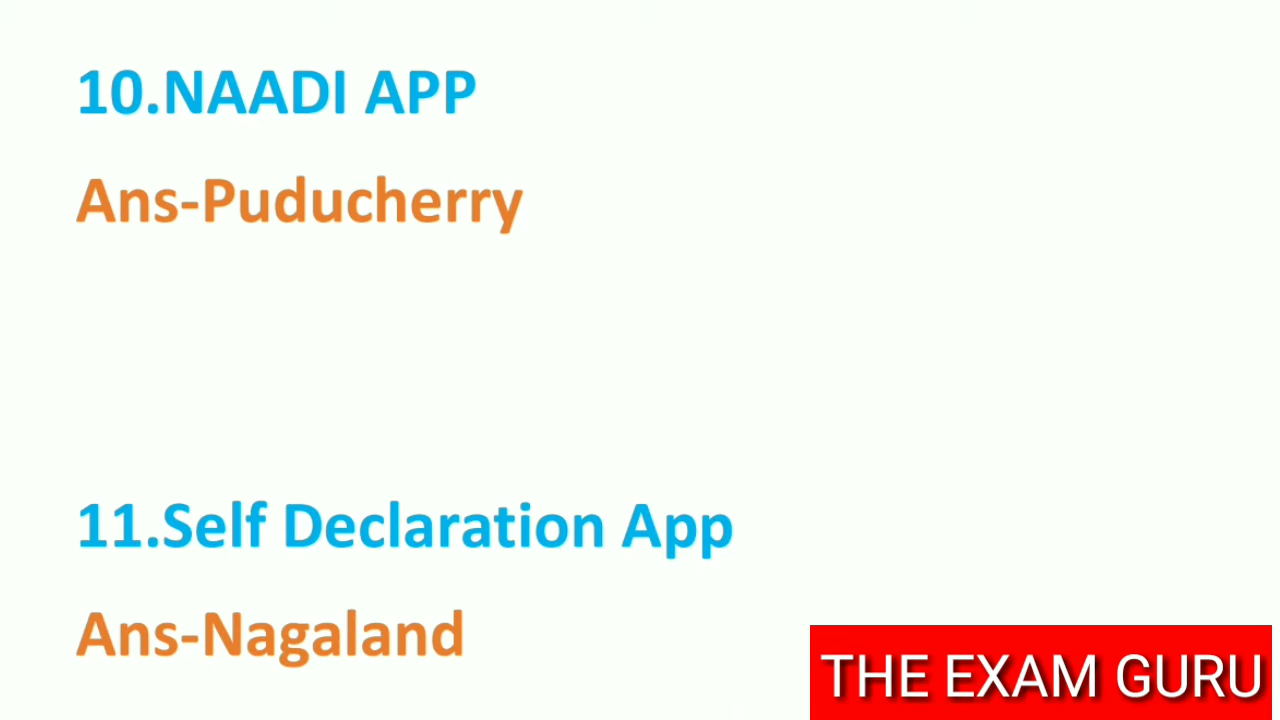 10.NAADI APP
Ans-Puducherry
11.Self Declaration App
Ans-Nagaland
THE EXAM GURU